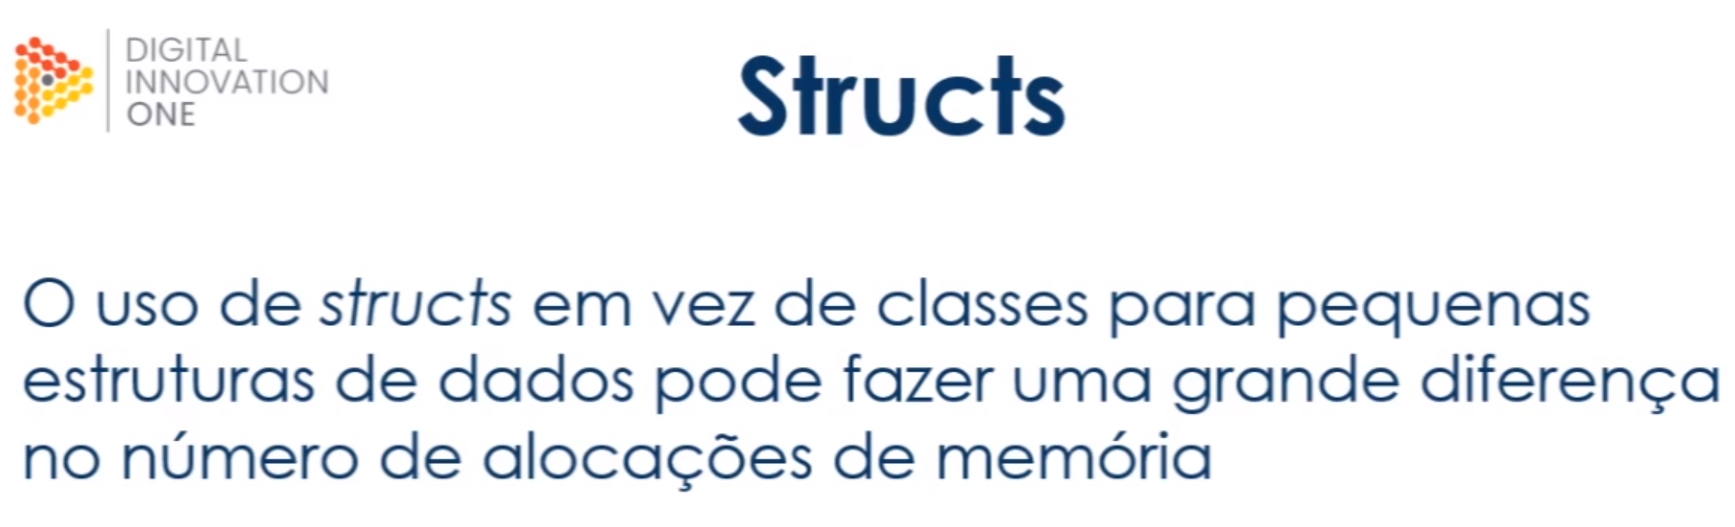 DIGITAL
INNOVATION
ONE
Structs
O uso de structs em vez de classes para pequenas
estruturas de dados pode fazer uma grande diferença
no número de alocações de memória